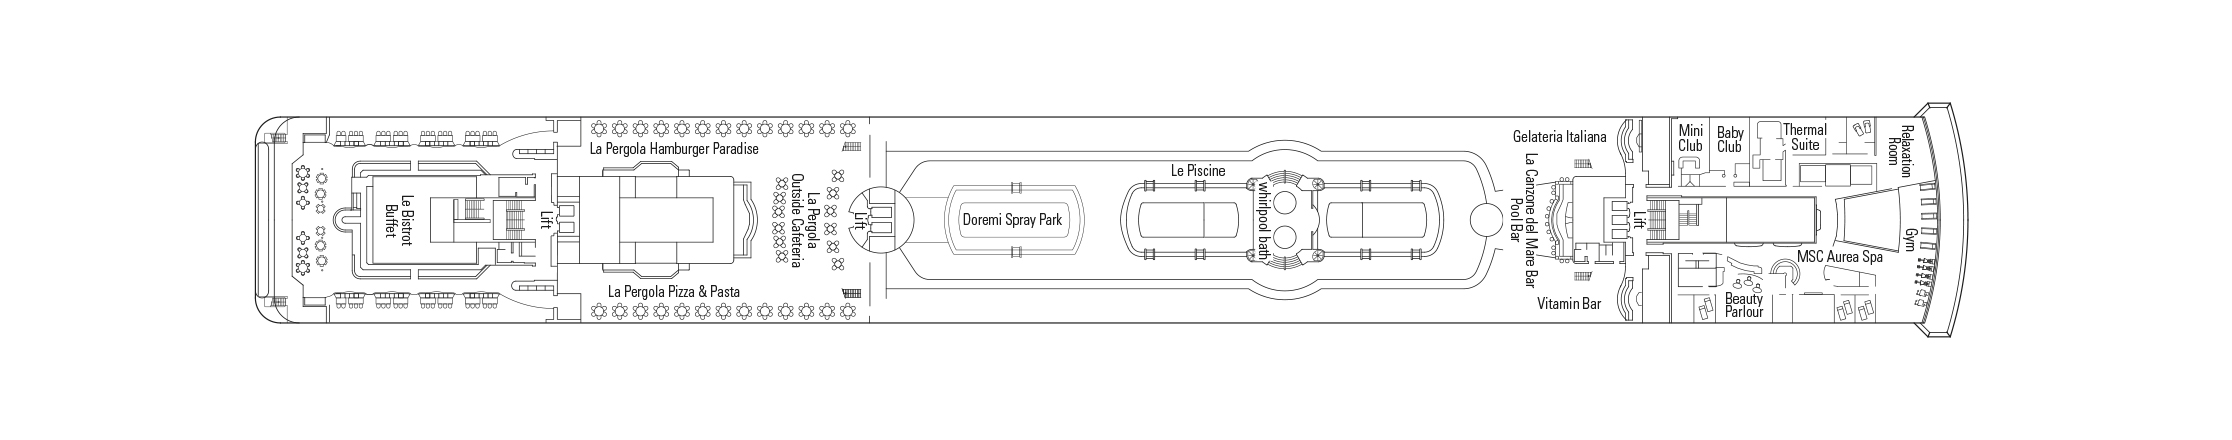 Le Bistrot
Buffet
Lift
La Pergola Hamburger Paradise
La Pergola Pizza & Pasta
La Pergola
Outside Cafeteria
Lift
Doremi Spray Park
Le Piscine
whirlpool bath
Gelateria Italiana
La Canzone del Mare Bar
Pool Bar
Vitamin Bar
Lift
Mini
Club
Baby
Club
Thermal
Suite
Relaxation
Room
Gym
MSC Aurea Spa
Beauty
Parlour